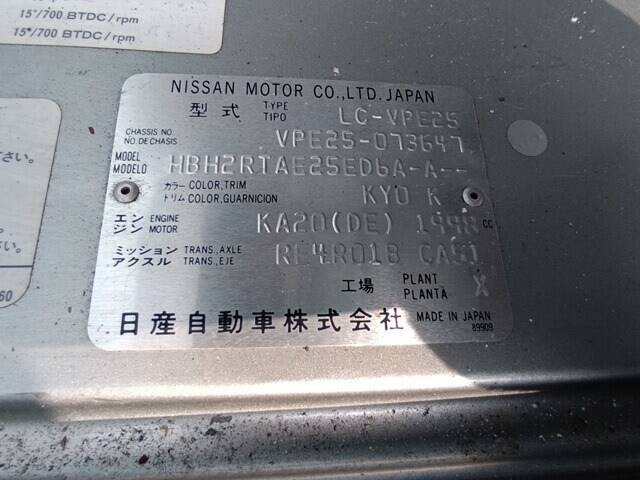 15°/700 BTDC/rpm
15°/700 BTDC/rpm
NISSAN MOTOR CO.,LTD.JAPAN
型式 TYPE TIPO LC-VPE25
CHASSIS NO. NO.DE CHASIS VPE25-073647
MODEL MODELO HBH2RTAE25ED6A-A--
カラー COLOR,TRIM トリム COLOR,GUARNICION KY0 K
エンジン ENGINE MOTOR KA20(DE) 1998 CC
ミッション TRANS.,AXLE アクスル TRANS.,EJE RE4R01B CA51
工場 PLANT PLANTA X
日産自動車株式会社 MADE IN JAPAN
89909
ださい。
さい。
60